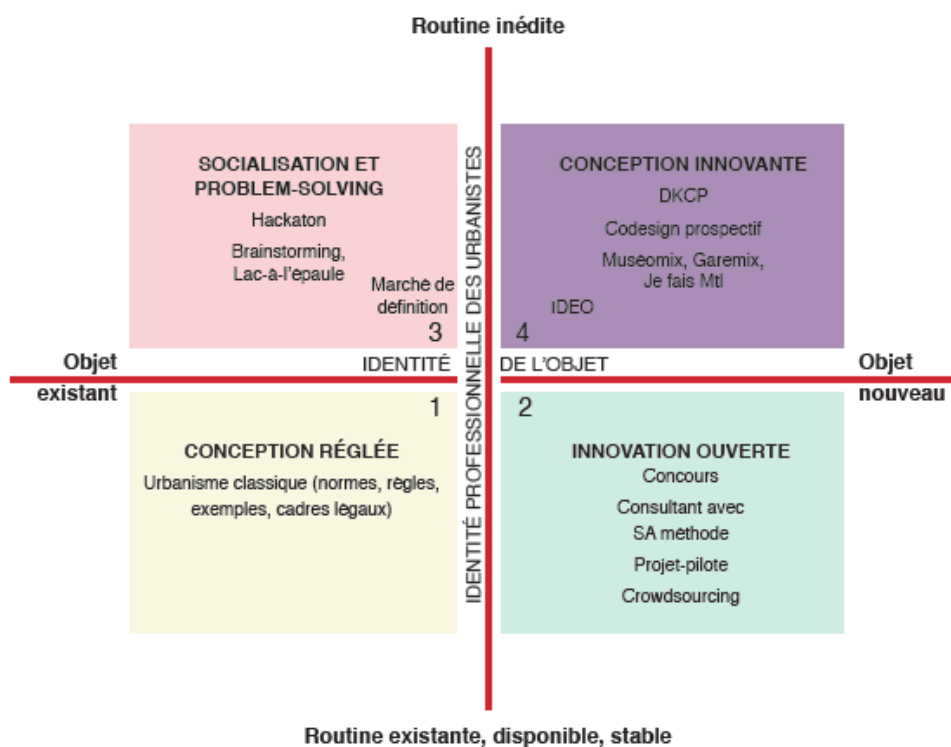 Routine inédite
SOCIALISATION ET
PROBLEM-SOLVING
Hackaton
Brainstorming,
Lac-à-l'épaule
Marché de
définition
3
IDENTITÉ PROFESSIONNELLE DES URBANISTES
CONCEPTION INNOVANTE
DKCP
Codesign prospectif
Muséomix, Garemix,
Je fais Mtl
IDEO
4
Objet
existant
IDENTITÉ
DE L'OBJET
Objet
nouveau
1
CONCEPTION RÉGLÉE
Urbanisme classique (normes, règles,
exemples, cadres légaux)
2
INNOVATION OUVERTE
Concours
Consultant avec
SA méthode
Projet-pilote
Crowdsourcing
Routine existante, disponible, stable